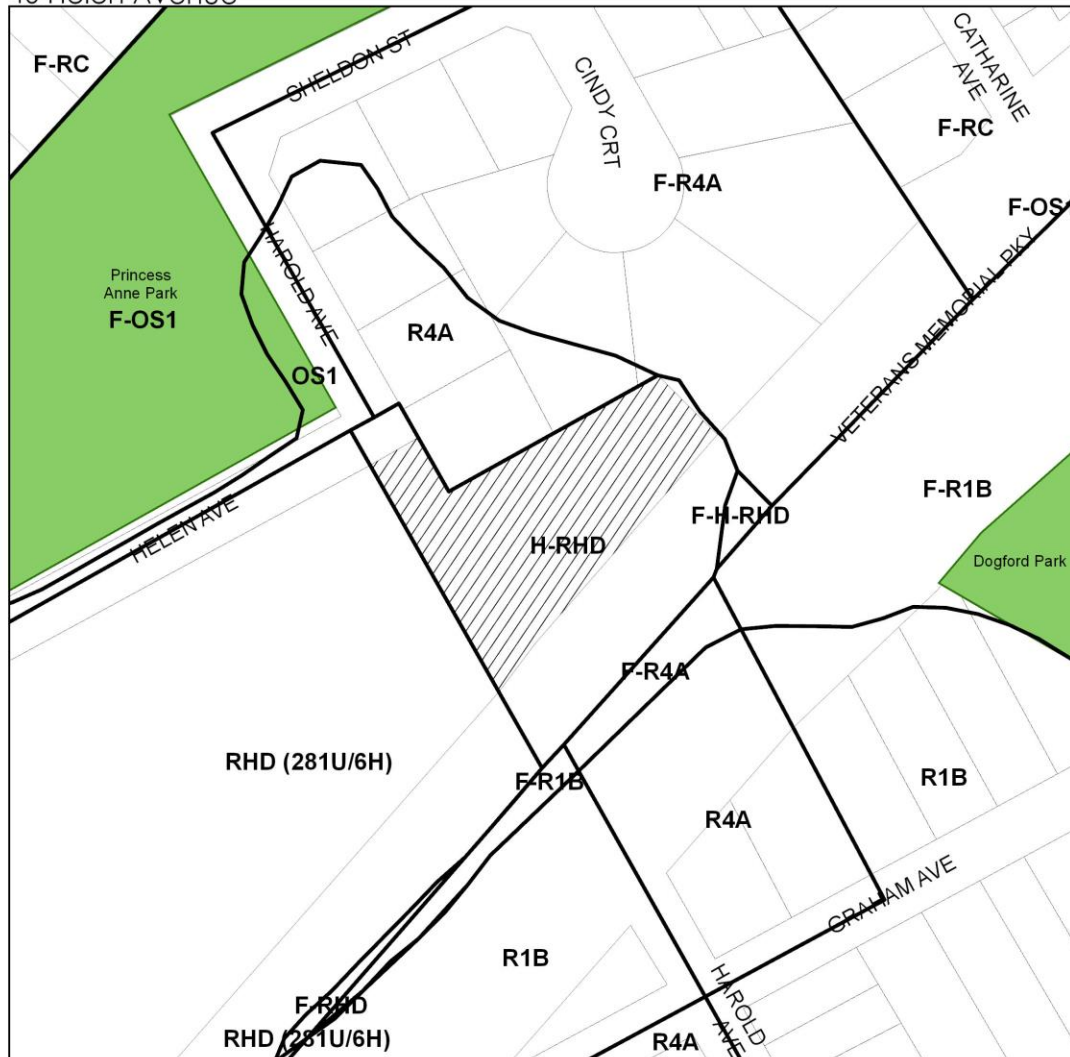 F-RC
SHELDON ST
CINDY CRT
CATHARINE
AVE
F-RC
F-R4A
F-OS1
HAROLD AVE
Princess
Anne Park
F-OS1
R4A
OS1
VETERANS MEMORIAL PKY
HELEN AVE
H-RHD
F-H-RHD
F-R1B
Dogford Park
F-R4A
RHD (281U/6H)
F-R1B
R4A
R1B
GRAHAM AVE
R1B
HAROLD
AVE
F-RHD
RHD (281U/6H)
R4A